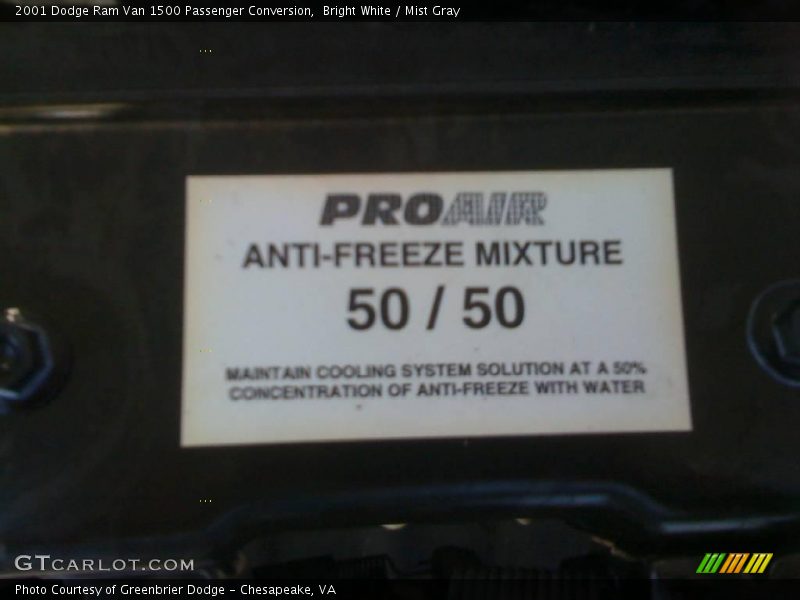 2001 Dodge Ram Van 1500 Passenger Conversion,  Bright White / Mist Gray
PROAIR
ANTI-FREEZE MIXTURE
50 / 50
MAINTAIN COOLING SYSTEM SOLUTION AT A 50%
CONCENTRATION OF ANTI-FREEZE WITH WATER
GTCARLOT.COM
Photo Courtesy of Greenbrier Dodge - Chesapeake, VA